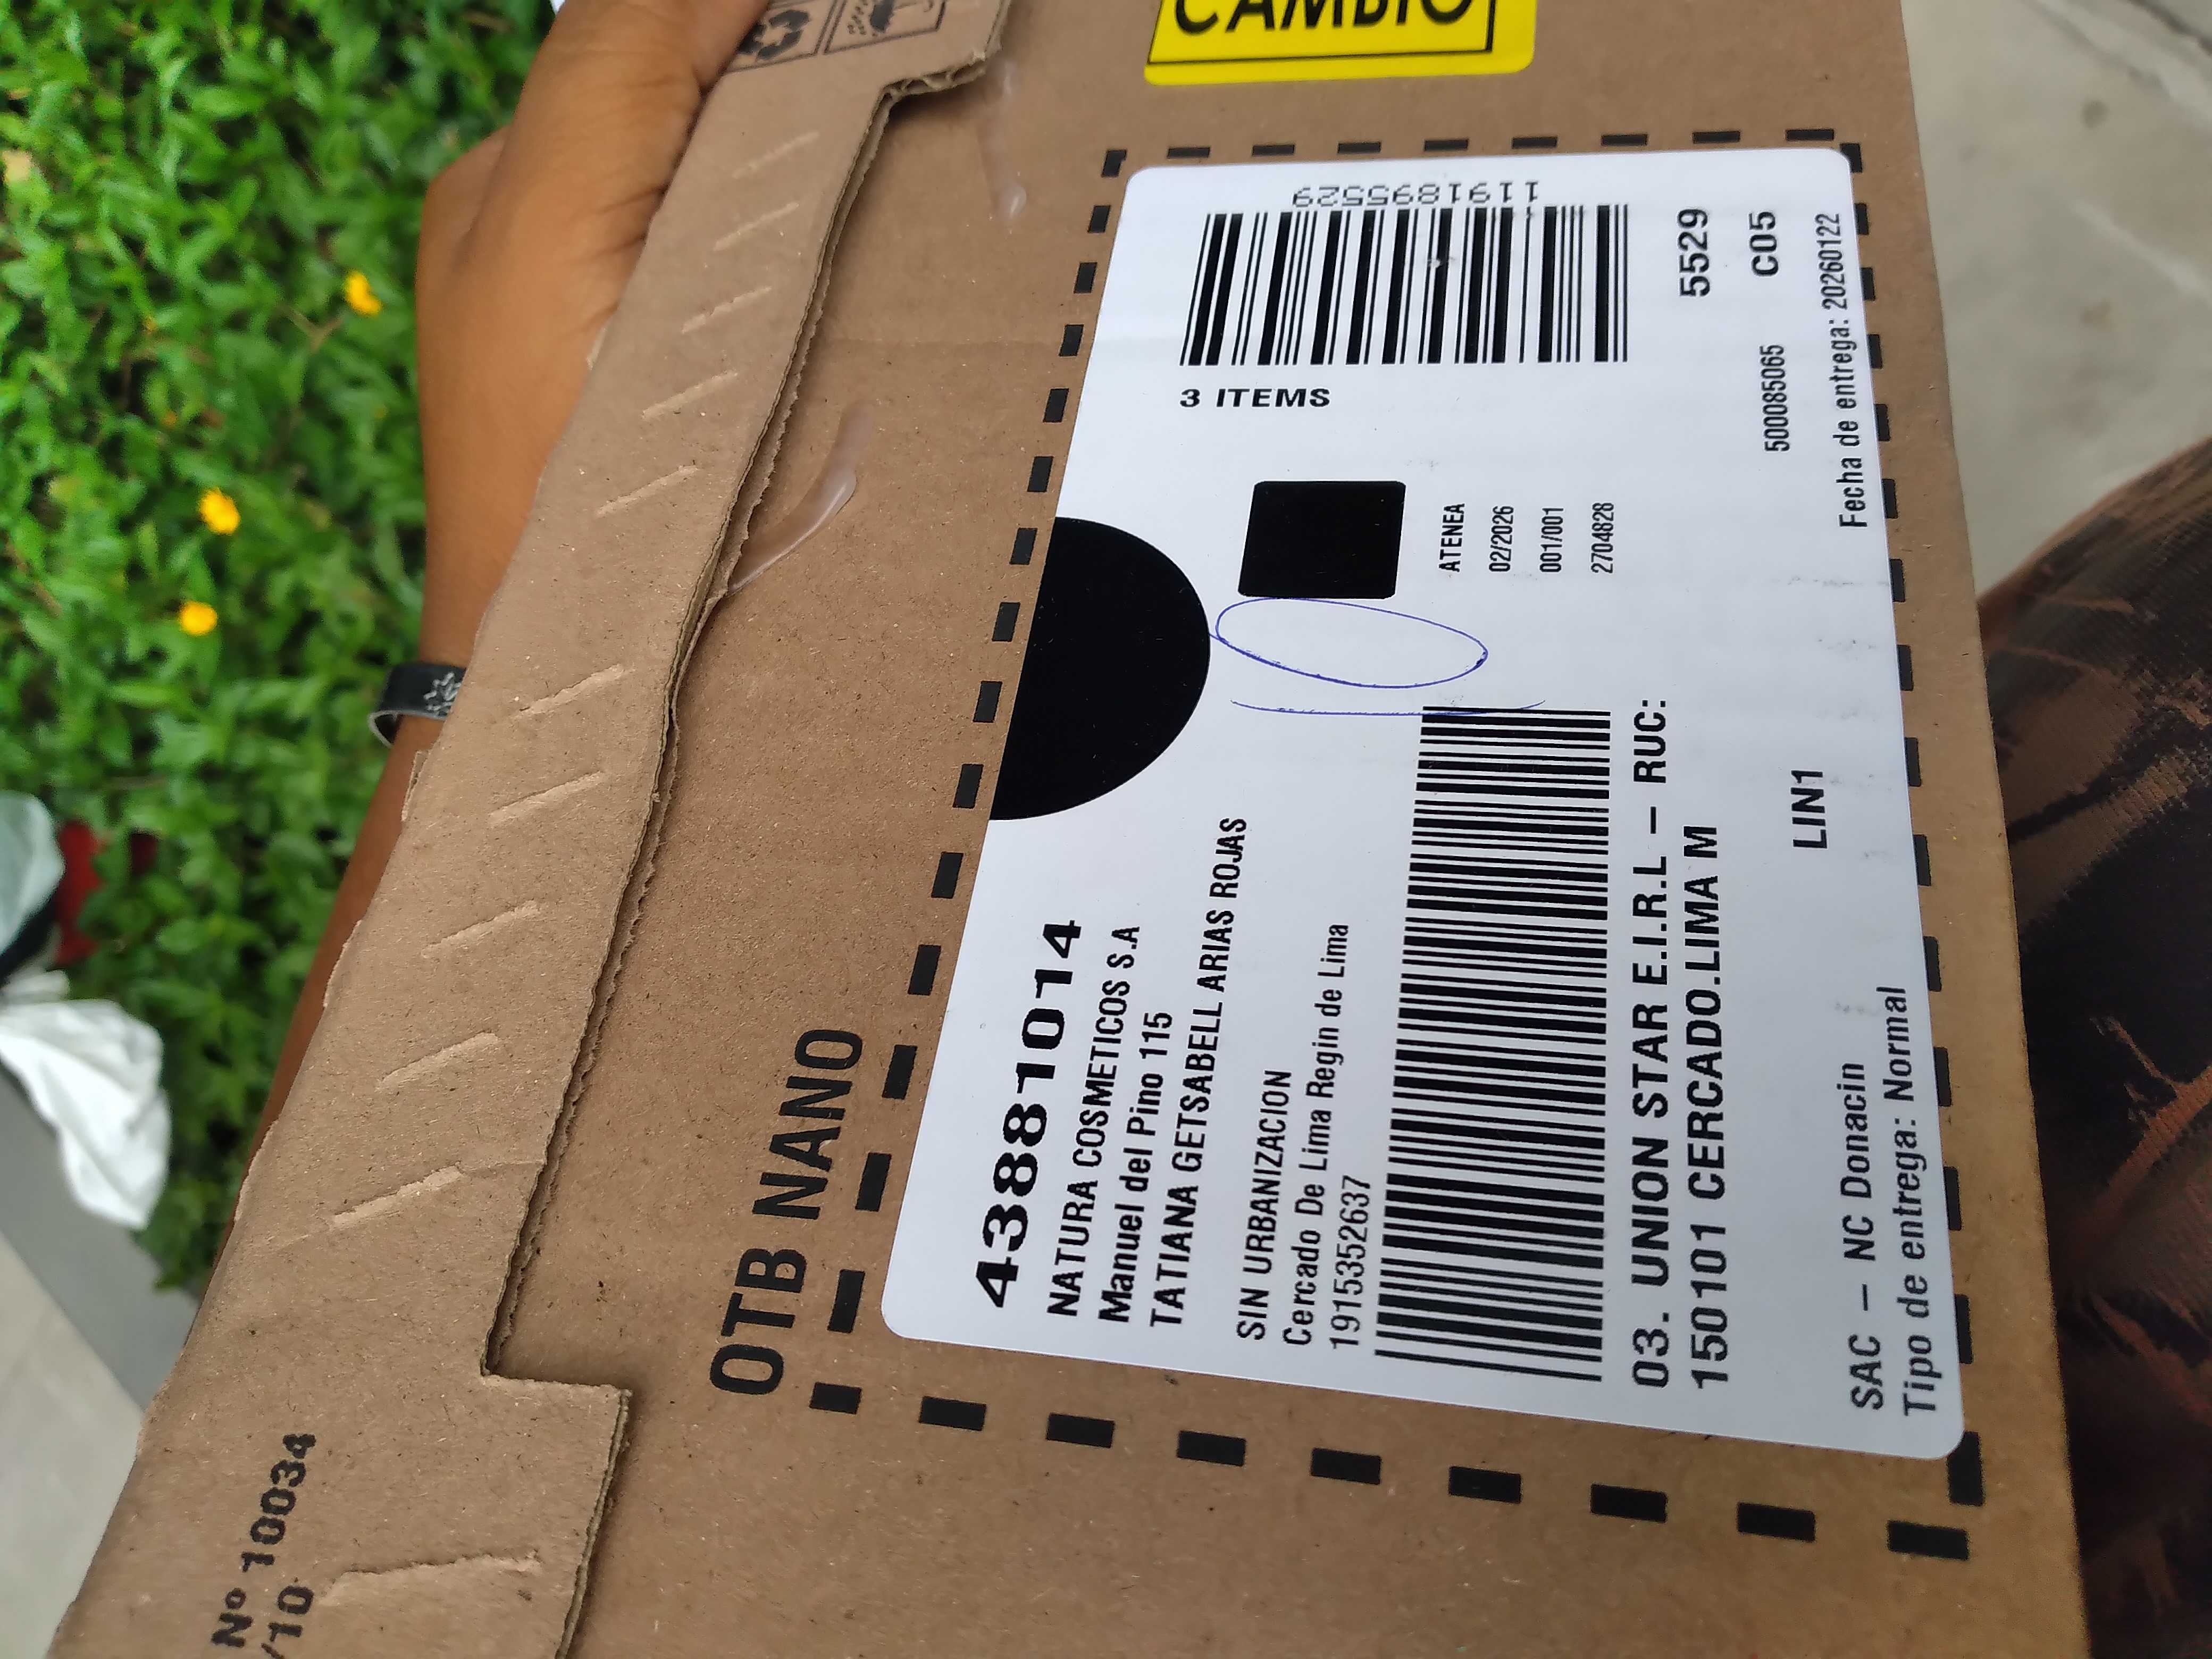 CAMBIO
Nº 10034
/10
OTB NANO
43881014
NATURA COSMETICOS S.A
Manuel del Pino 115
TATIANA GETSABELL ARIAS ROJAS
SIN URBANIZACION
Cercado De Lima Regin de Lima
1915352637
03. UNION STAR E.I.R.L – RUC:
150101 CERCADO.LIMA M
LIN1
SAC – NC Donacin
Tipo de entrega: Normal
ATENEA
02/2026
001/001
2704828
3 ITEMS
1191895529
5529
C05
500085065
Fecha de entrega: 20260122